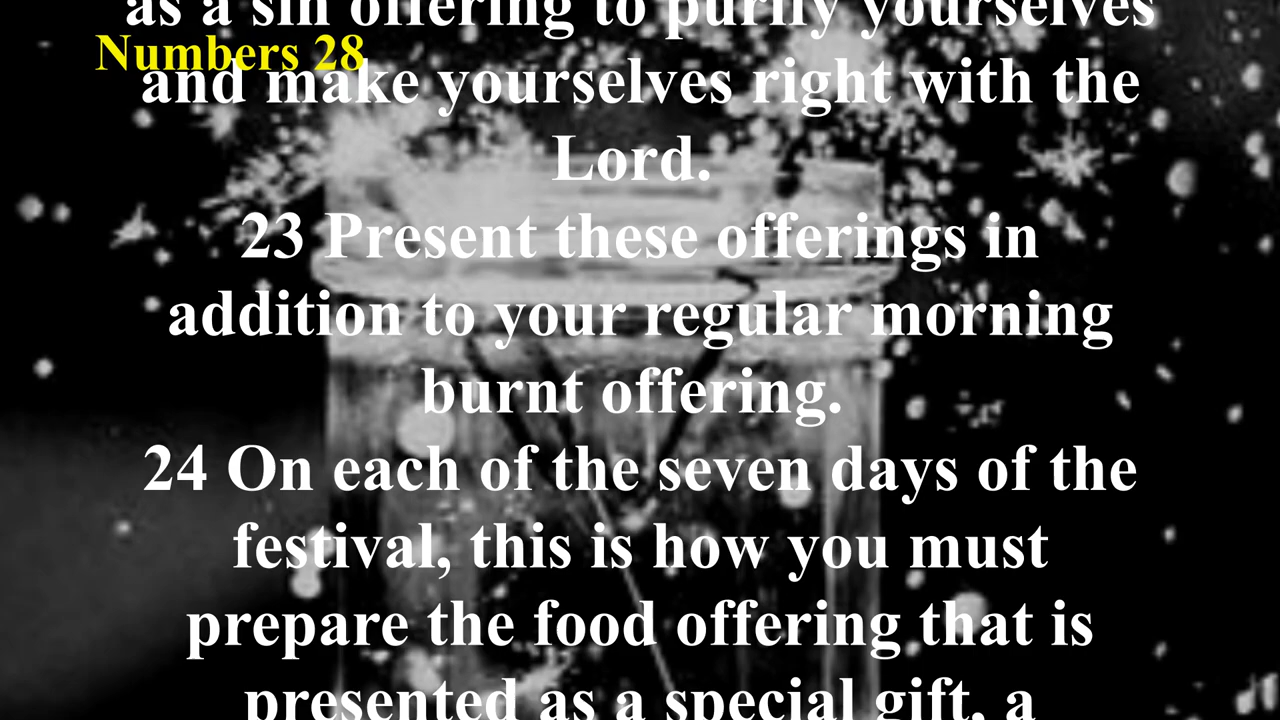 as a sin offering to purify yourselves
Numbers 28
and make yourselves right with the
Lord.
23 Present these offerings in
addition to your regular morning
burnt offering.
24 On each of the seven days of the
festival, this is how you must
prepare the food offering that is
presented as a special gift, a